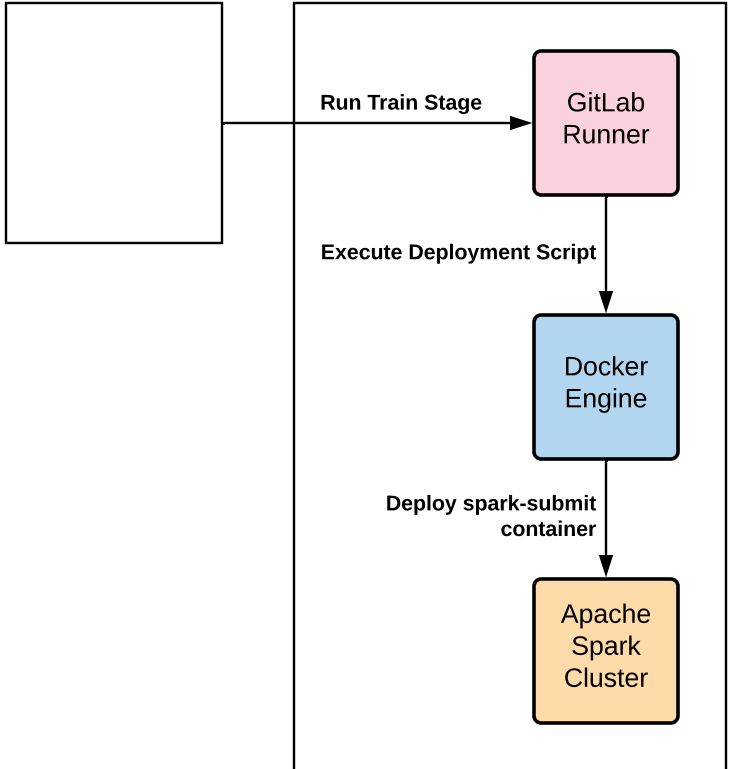 Run Train Stage
GitLab
Runner
Execute Deployment Script
Docker
Engine
Deploy spark-submit
container
Apache
Spark
Cluster